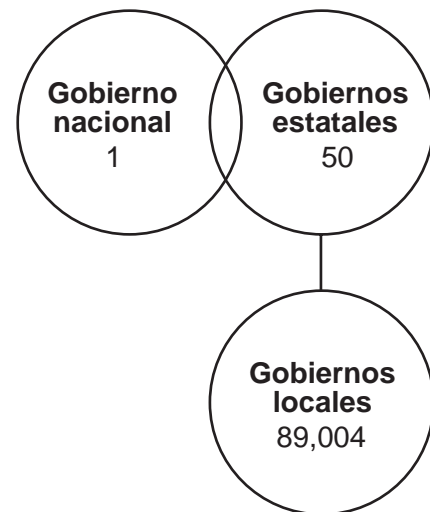 Gobierno
nacional
1
Gobiernos
estatales
50
Gobiernos
locales
89,004